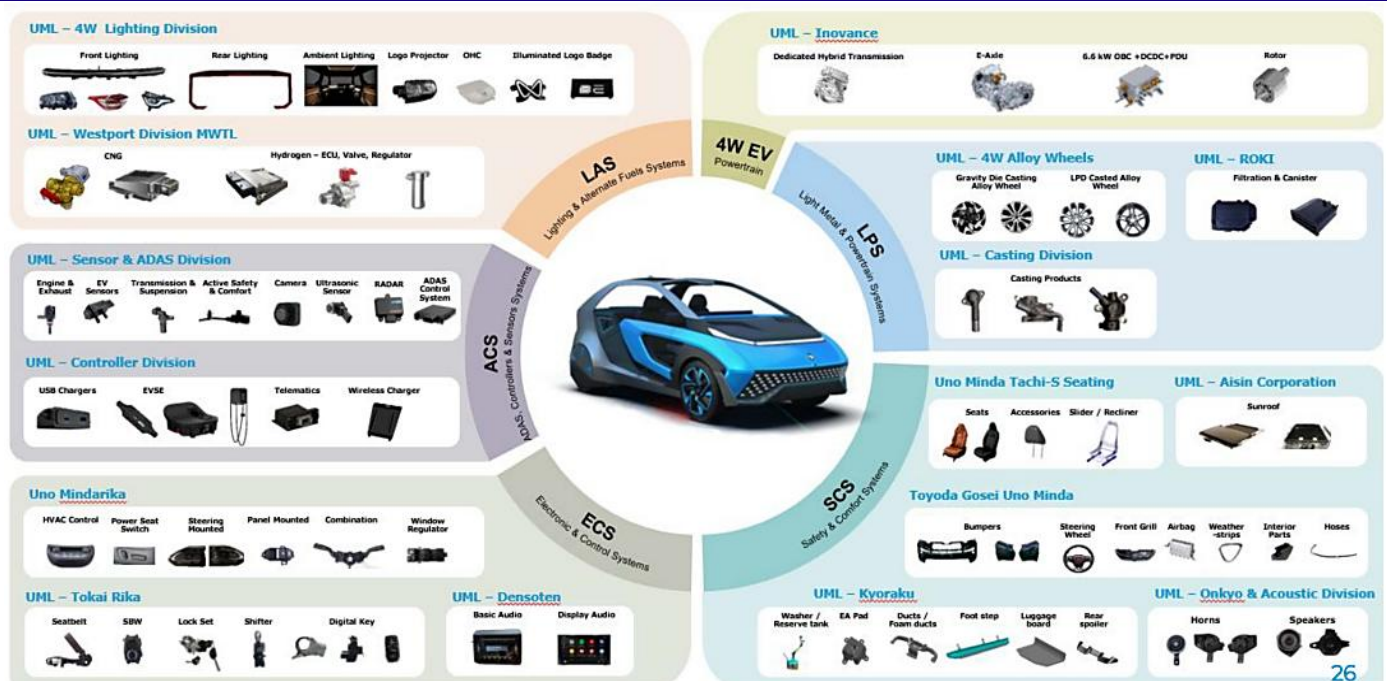 UML – 4W Lighting Division
Front Lighting
Rear Lighting
Ambient Lighting
Logo Projector
OHC
Illuminated Logo Badge
UML – Westport Division MWTL
CNG
Hydrogen – ECU, Valve, Regulator
LAS
Lighting & Alternate Fuels Systems
4W EV
Powertrain
UML – Inovance
Dedicated Hybrid Transmission
E-Axle
6.6 kW OBC +DCDC+PDU
Rotor
LPS
Light Metal & Powertrain Systems
UML – 4W Alloy Wheels
Gravity Die Casting
Alloy Wheel
LPD Casted Alloy
Wheel
UML – ROKI
Filtration & Canister
UML – Casting Division
Casting Products
UML – Sensor & ADAS Division
Engine &
Exhaust
EV
Sensors
Transmission &
Suspension
Active Safety
& Comfort
Camera
Ultrasonic
Sensor
RADAR
ADAS
Control
System
UML – Controller Division
USB Chargers
EVSE
Telematics
Wireless Charger
ACS
ADAS, Controllers & Sensors Systems
Uno Minda Tachi-S Seating
Seats
Accessories
Slider / Recliner
UML – Aisin Corporation
Sunroof
SCS
Safety & Comfort Systems
Toyoda Gosei Uno Minda
Bumpers
Steering
Wheel
Front Grill
Airbag
Weather
-strips
Interior
Parts
Hoses
ECS
Electronic & Control Systems
Uno Mindarika
HVAC Control
Power Seat
Switch
Steering
Mounted
Panel Mounted
Combination
Window
Regulator
UML – Tokai Rika
Seatbelt
SBW
Lock Set
Shifter
Digital Key
UML – Densoten
Basic Audio
Display Audio
UML – Kyoraku
Washer /
Reserve tank
EA Pad
Ducts /
Foam ducts
Foot step
Luggage
board
Rear
spoiler
UML – Onkyo & Acoustic Division
Horns
Speakers
26